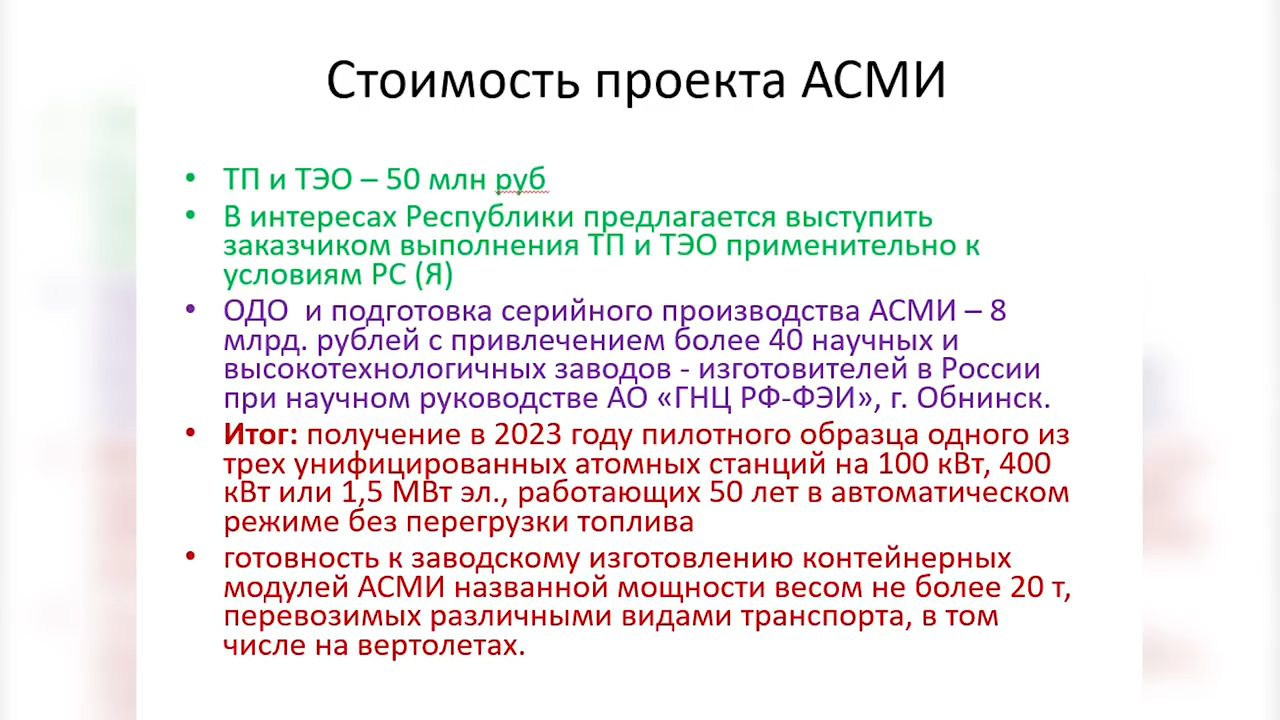 Стоимость проекта АСМИ
• ТП и ТЭО – 50 млн руб
• В интересах Республики предлагается выступить
заказчиком выполнения ТП и ТЭО применительно к
условиям РС (Я)
• ОДО  и подготовка серийного производства АСМИ – 8
млрд. рублей с привлечением более 40 научных и
высокотехнологичных заводов - изготовителей в России
при научном руководстве АО «ГНЦ РФ-ФЭИ», г. Обнинск.
• Итог: получение в 2023 году пилотного образца одного из
трех унифицированных атомных станций на 100 кВт, 400
кВт или 1,5 МВт эл., работающих 50 лет в автоматическом
режиме без перегрузки топлива
• готовность к заводскому изготовлению контейнерных
модулей АСМИ названной мощности весом не более 20 т,
перевозимых различными видами транспорта, в том
числе на вертолетах.